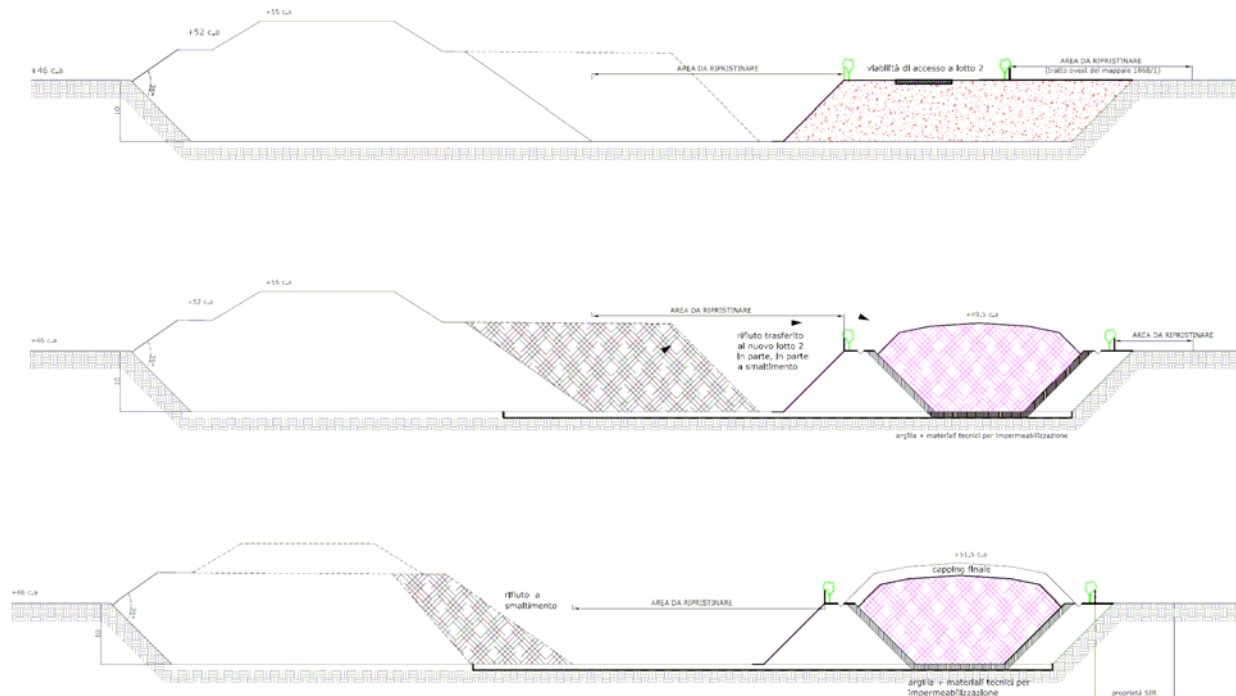 +55 c.a
+52 c.a
+46 c.a
10
AREA DA RIPRISTINARE
viabilità di accesso a lotto 2
AREA DA RIPRISTINARE
(tratto ovest del mappale 1868/1)
+55 c.a
+52 c.a
+46 c.a
25°
10
AREA DA RIPRISTINARE
rifiuto trasferito
al nuovo lotto 2
in parte, in parte
a smaltimento
+49,5 c.a
AREA DA RIPRISTINARE
argilla + materiali tecnici per impermeabilizzazione
+46 c.a
25°
10
rifiuto a
smaltimento
AREA DA RIPRISTINARE
+51,5 c.a
capping finale
argilla + materiali tecnici per
impermeabilizzazione
proprietà SIR